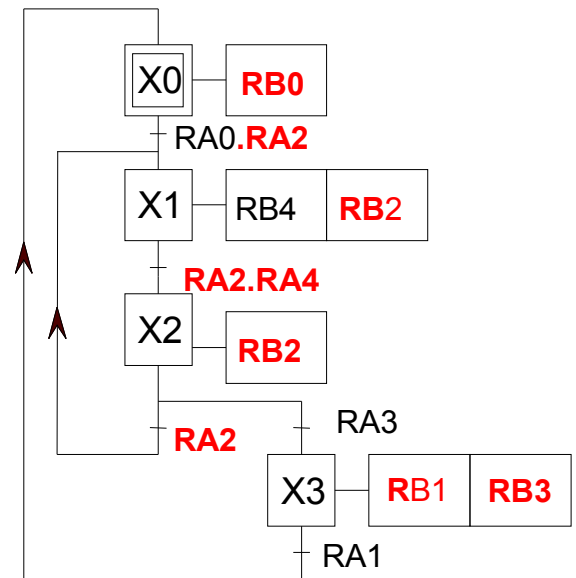 X0 RB0
RA0.RA2
X1 RB4 RB2
RA2.RA4
X2 RB2
RA2 RA3
X3 RB1 RB3
RA1